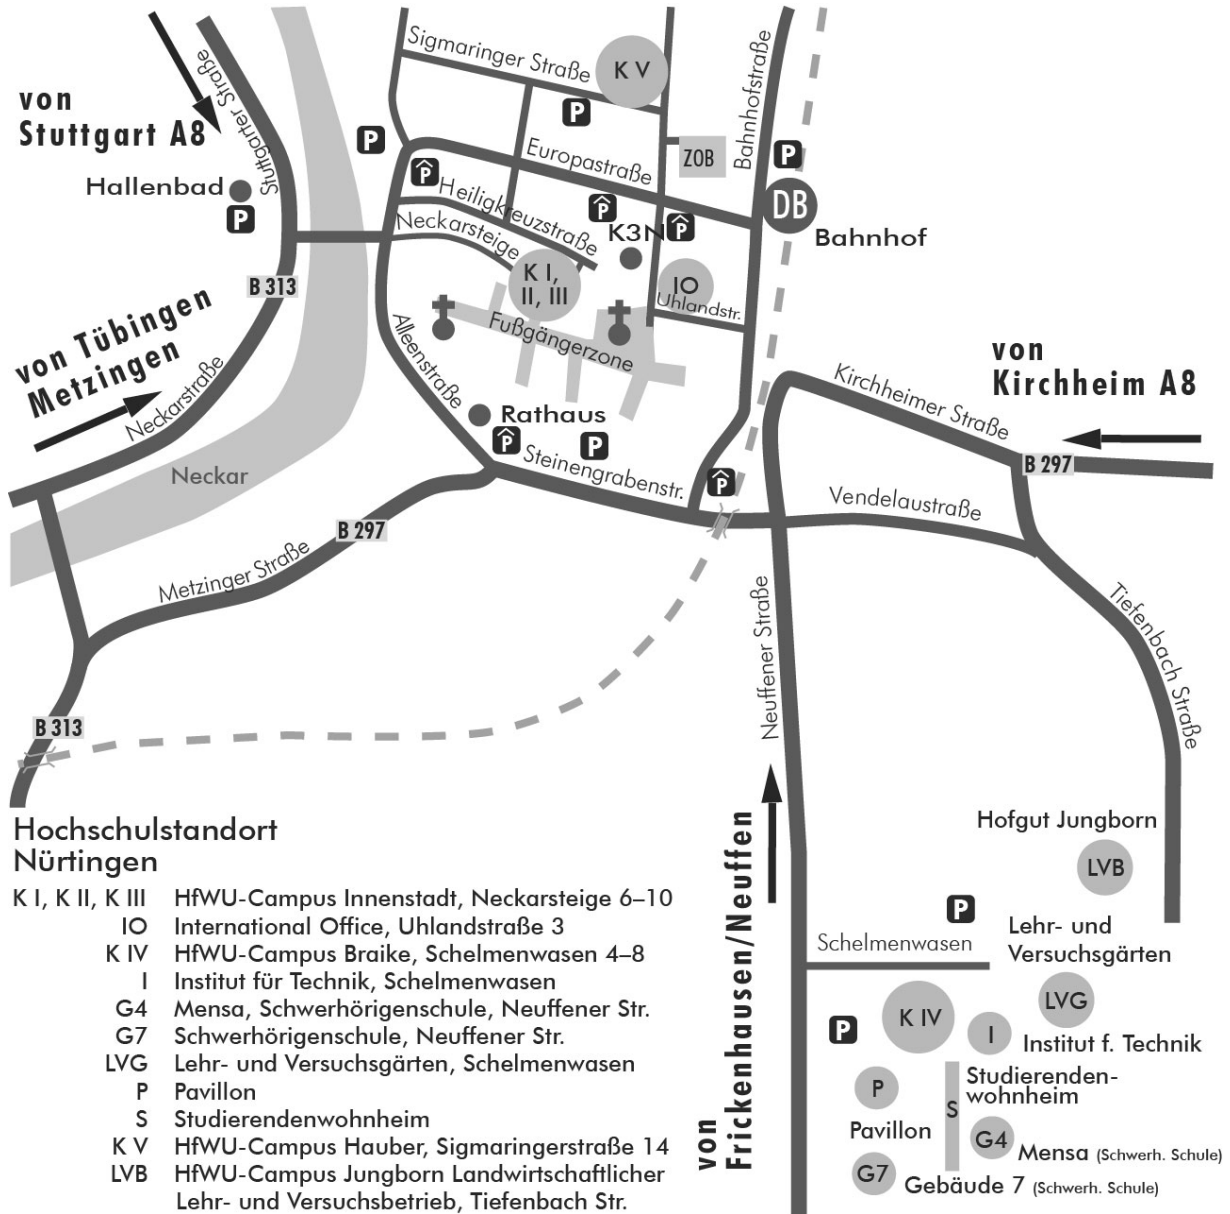 von
Stuttgart A8
Stuttgarter Straße
Hallenbad
P
B 313
von Tübingen
Metzingen
Neckarstraße
Neckar
Sigmaringer Straße
K V
P
P
Bahnhofstraße
ZOB
P
Europastraße
P
Heiligkreuzstraße
P
P
DB
Bahnhof
Neckarsteige
K3N
K I,
II, III
IO
Uhlandstr.
Fußgängerzone
Alleenstraße
Rathaus
P
P
Steinengrabenstr.
P
von
Kirchheim A8
Kirchheimer Straße
B 297
Vendelaustraße
B 297
Metzinger Straße
Neuffener Straße
Tiefenbach Straße
B 313
von
Frickenhausen/Neuffen
Hofgut Jungborn
LVB
P
Schelmenwasen
Lehr- und
Versuchsgärten
LVG
K IV
P
I
Institut f. Technik
P
Pavillon
S
Studierenden-
wohnheim
G4
Mensa (Schwerh. Schule)
G7
Gebäude 7 (Schwerh. Schule)
Hochschulstandort
Nürtingen
K I, K II, K III HfWU-Campus Innenstadt, Neckarsteige 6–10
IO International Office, Uhlandstraße 3
K IV HfWU-Campus Braike, Schelmenwasen 4–8
I Institut für Technik, Schelmenwasen
G4 Mensa, Schwerhörigenschule, Neuffener Str.
G7 Schwerhörigenschule, Neuffener Str.
LVG Lehr- und Versuchsgärten, Schelmenwasen
P Pavillon
S Studierendenwohnheim
K V HfWU-Campus Hauber, Sigmaringerstraße 14
LVB HfWU-Campus Jungborn Landwirtschaftlicher
Lehr- und Versuchsbetrieb, Tiefenbach Str.